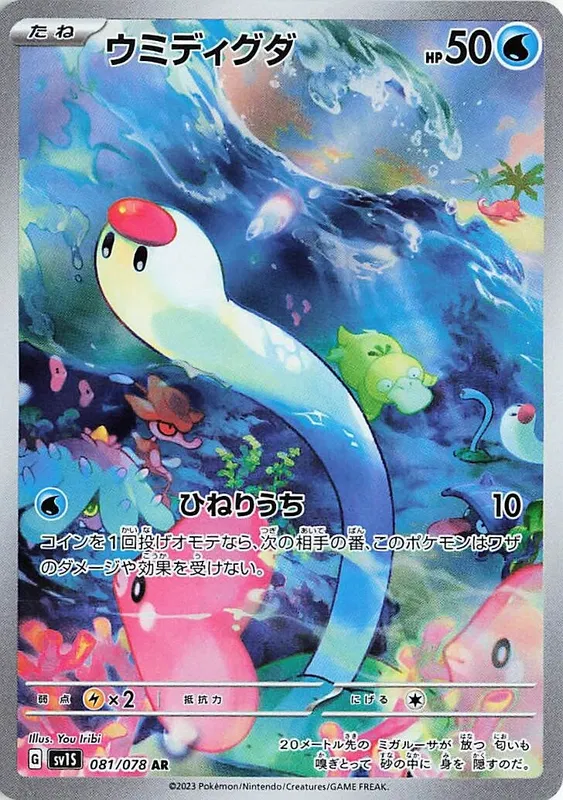 たね
ウミディグダ
HP50
ひねりうち 10
コインを1回投げオモテなら、次の相手の番、このポケモンはワザ
のダメージや効果を受けない。
弱点 ×2 抵抗力 にげる
Illus. You Iribi
G sv1S 081/078 AR
20メートル先の ミガルーサが 放つ 匂いも
嗅ぎとって 砂の中に 身を 隠すのだ。
©2023 Pokémon/Nintendo/Creatures/GAME FREAK.